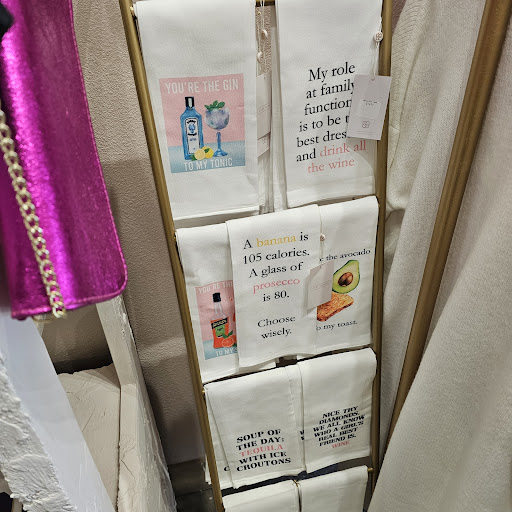 YOU'RE THE GIN
TO MY TONIC
My role
at family
function
is to be t
best dres
and drink all
the wine
A banana is
105 calories.
A glass of
prosecco
is 80.
Choose
wisely.
YOU'RE
TO MY
e the avocado
o my toast.
SOUP OF
THE DAY:
TEQUILA
WITH ICE
CROUTONS
NICE TRY
DIAMONDS,
WE ALL KNOW
WHO A GIRL'S
REAL BEST
FRIEND IS.
WINE